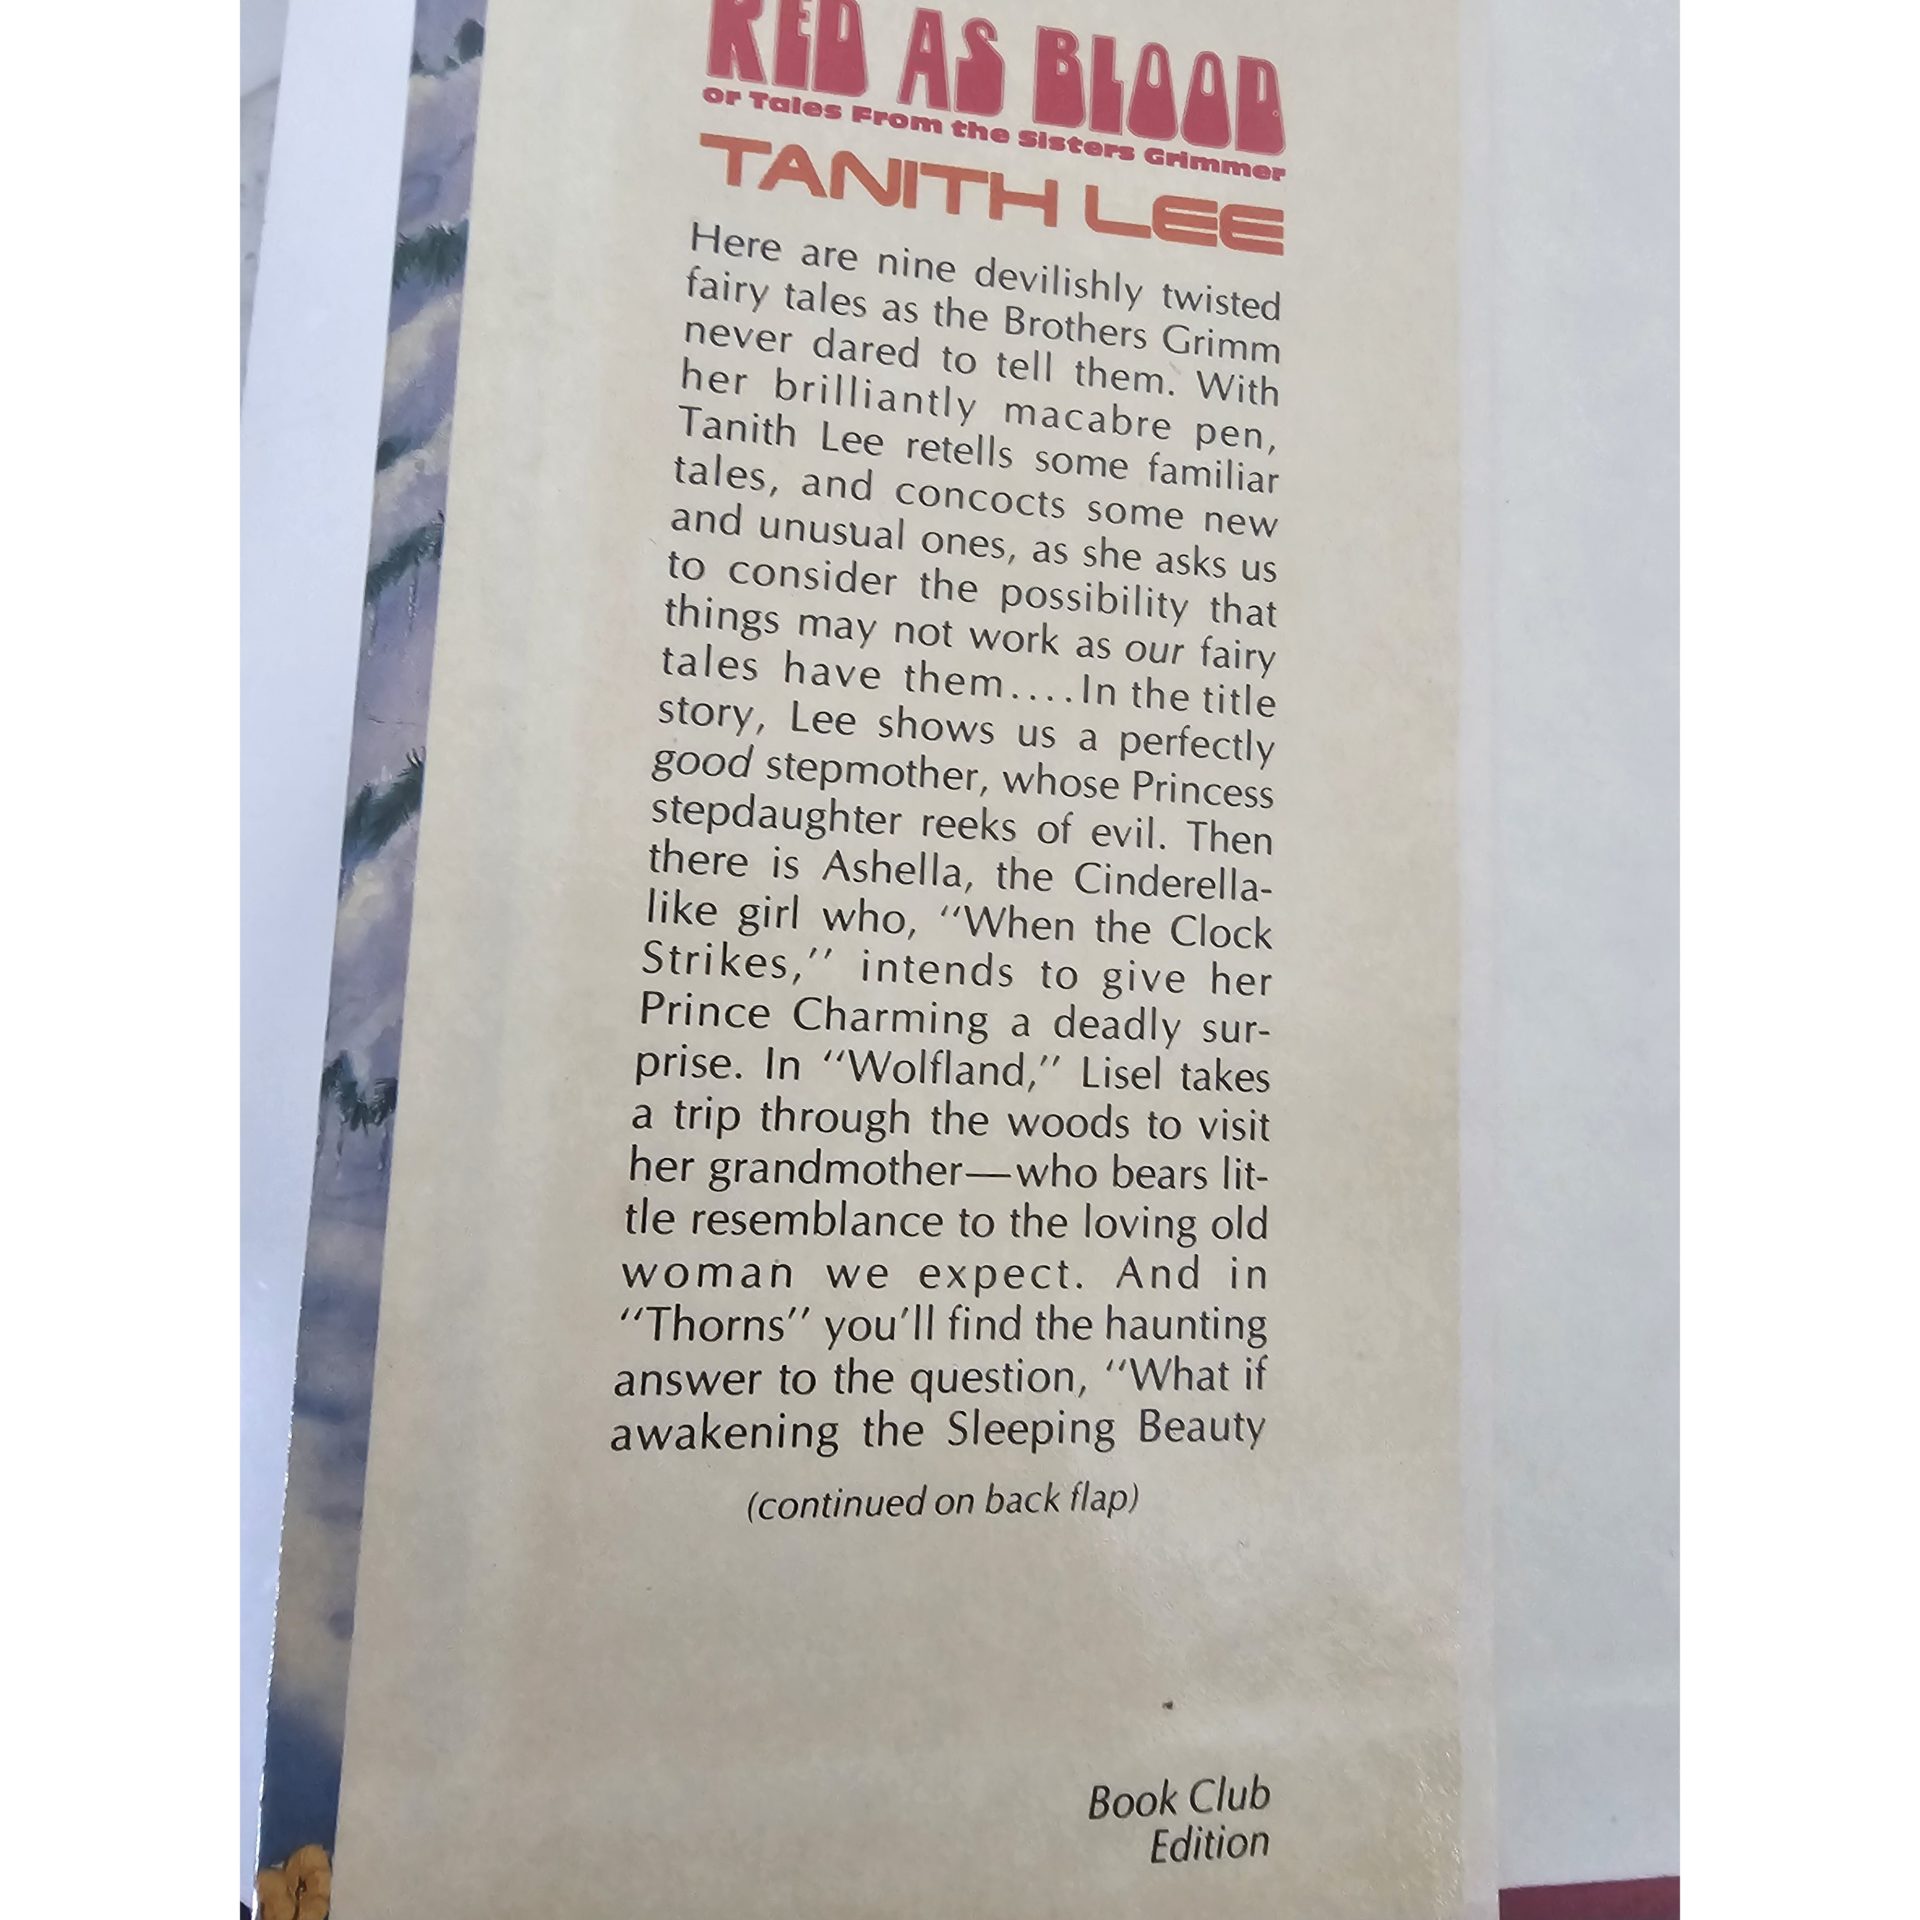 RED AS BLOOD
or Tales From the Sisters Grimmer
TANITH LEE
Here are nine devilishly twisted
fairy tales as the Brothers Grimm
never dared to tell them. With
her brilliantly macabre pen,
Tanith Lee retells some familiar
tales, and concocts some new
and unusual ones, as she asks us
to consider the possibility that
things may not work as our fairy
tales have them....In the title
story, Lee shows us a perfectly
good stepmother, whose Princess
stepdaughter reeks of evil. Then
there is Ashella, the Cinderella-
like girl who, "When the Clock
Strikes," intends to give her
Prince Charming a deadly sur-
prise. In "Wolfland," Lisel takes
a trip through the woods to visit
her grandmother—who bears lit-
tle resemblance to the loving old
woman we expect. And in
"Thorns" you'll find the haunting
answer to the question, "What if
awakening the Sleeping Beauty
(continued on back flap)
Book Club
Edition